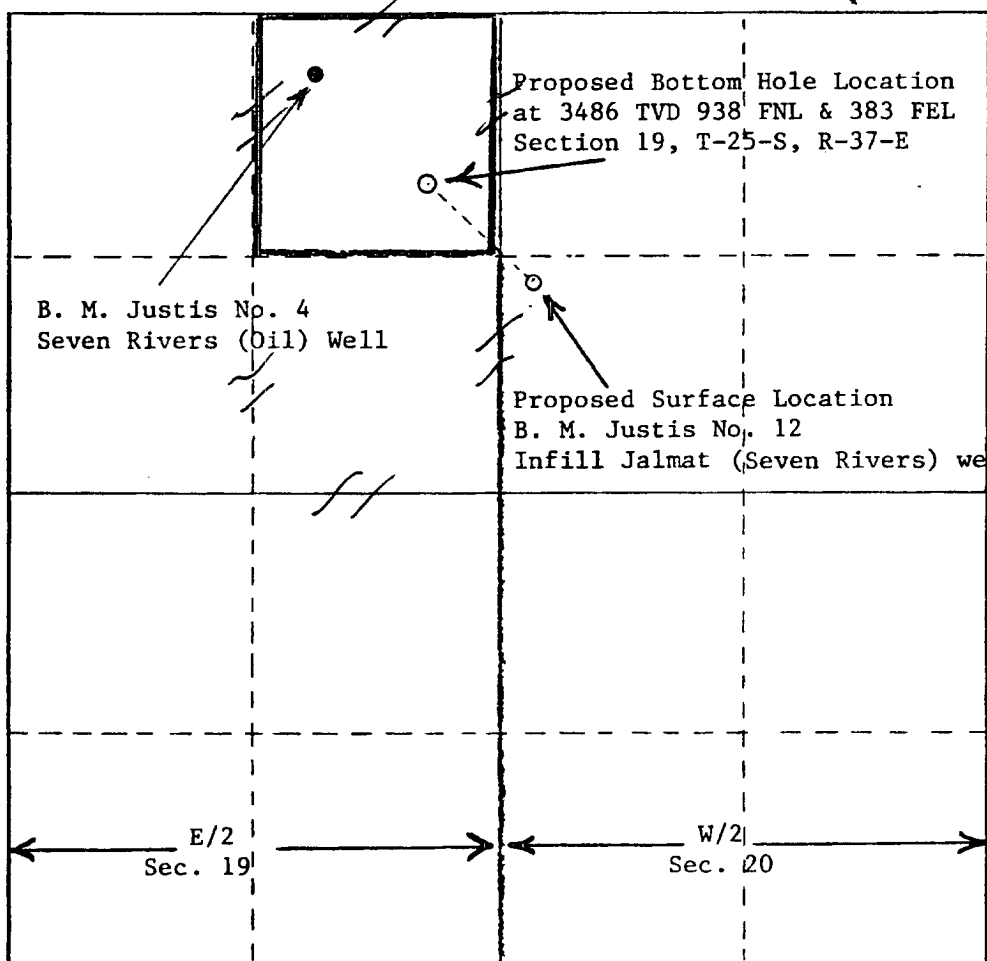 Proposed Bottom Hole Location
at 3486 TVD 938 FNL & 383 FEL
Section 19, T-25-S, R-37-E
B. M. Justis No. 4
Seven Rivers (Oil) Well
Proposed Surface Location
B. M. Justis No. 12
Infill Jalmat (Seven Rivers) we
E/2
Sec. 19
W/2
Sec. 20